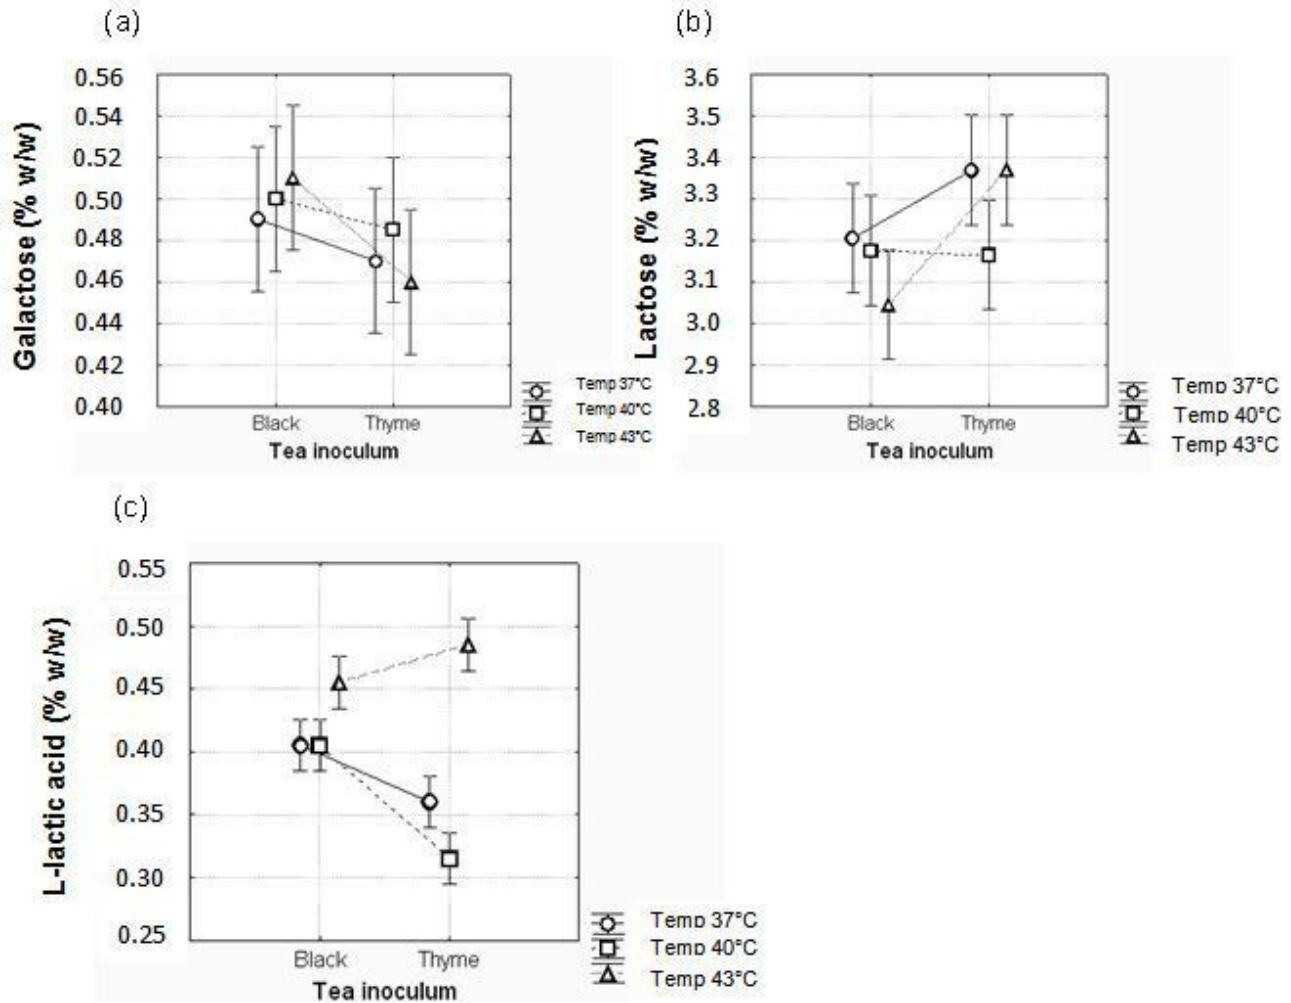 (a)
Galactose (% w/w)
0.56
0.54
0.52
0.50
0.48
0.46
0.44
0.42
0.40
Black Thyme
Tea inoculum
Temp 37°C
Temp 40°C
Temp 43°C
(b)
Lactose (% w/w)
3.6
3.5
3.4
3.3
3.2
3.1
3.0
2.9
2.8
Black Thyme
Tea inoculum
Temp 37°C
Temp 40°C
Temp 43°C
(c)
L-lactic acid (% w/w)
0.55
0.50
0.45
0.40
0.35
0.30
0.25
Black Thyme
Tea inoculum
Temp 37°C
Temp 40°C
Temp 43°C